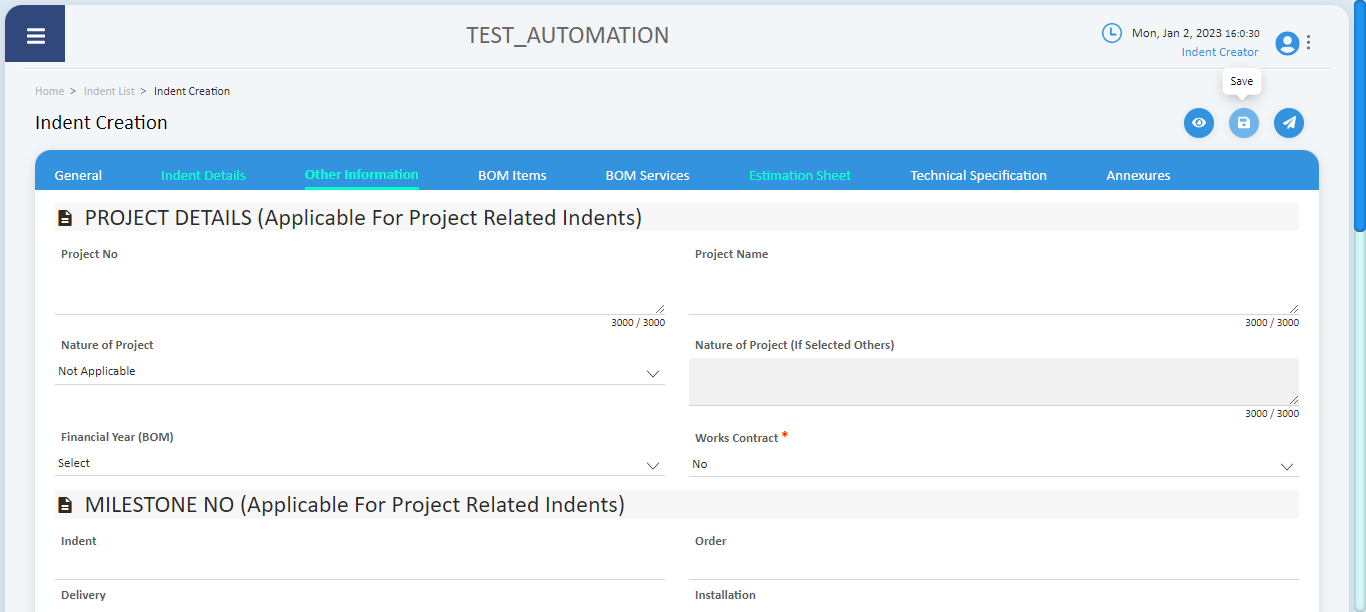 TEST_AUTOMATION
Mon, Jan 2, 2023 16:0:30
Indent Creator
Home > Indent List > Indent Creation
Save
Indent Creation
General Indent Details Other Information BOM Items BOM Services Estimation Sheet Technical Specification Annexures
PROJECT DETAILS (Applicable For Project Related Indents)
Project No Project Name
3000 / 3000 3000 / 3000
Nature of Project Nature of Project (If Selected Others)
Not Applicable
3000 / 3000
Financial Year (BOM) Works Contract *
Select No
MILESTONE NO (Applicable For Project Related Indents)
Indent Order
Delivery Installation